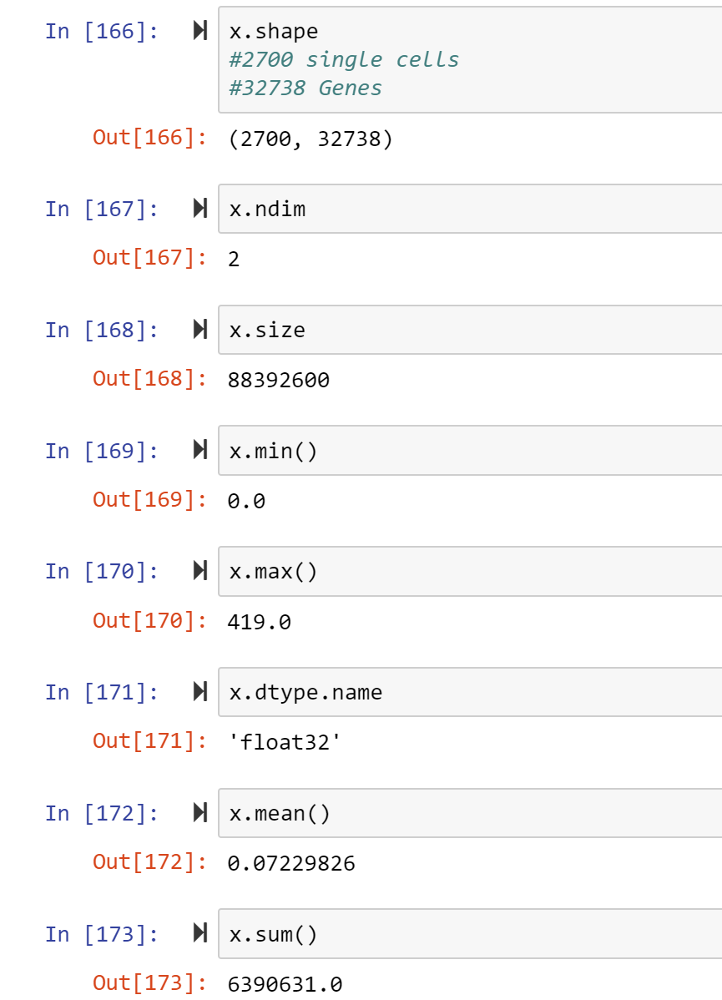 In [166]: x.shape
#2700 single cells
#32738 Genes
Out[166]: (2700, 32738)
In [167]: x.ndim
Out[167]: 2
In [168]: x.size
Out[168]: 88392600
In [169]: x.min()
Out[169]: 0.0
In [170]: x.max()
Out[170]: 419.0
In [171]: x.dtype.name
Out[171]: 'float32'
In [172]: x.mean()
Out[172]: 0.07229826
In [173]: x.sum()
Out[173]: 6390631.0